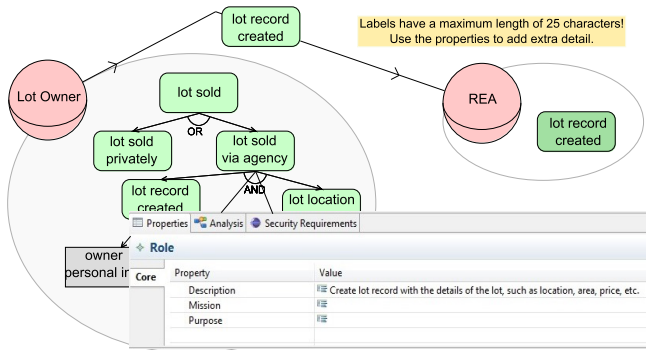 lot record
created
Labels have a maximum length of 25 characters!
Use the properties to add extra detail.
Lot Owner
lot sold
REA
OR
lot sold
privately
lot sold
via agency
lot record
created
lot record
created
AND
lot location
owner
personal in
Properties
Analysis
Security Requirements
Role
Core
Property
Value
Description
Create lot record with the details of the lot, such as location, area, price, etc.
Mission
Purpose